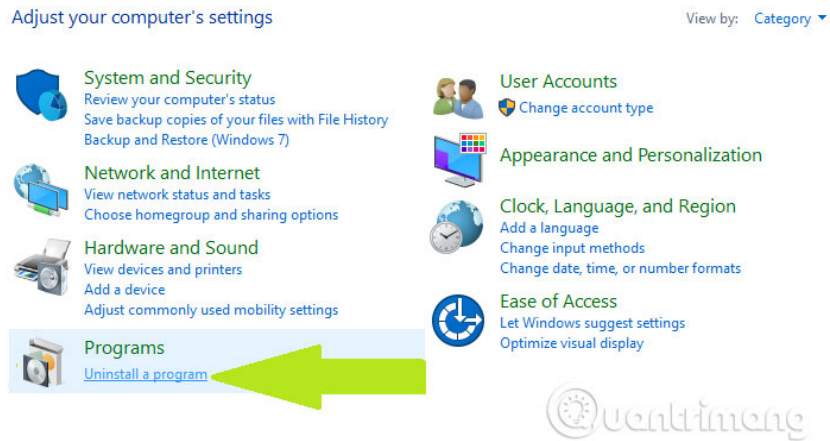 Adjust your computer's settings
View by: Category
System and Security
Review your computer's status
Save backup copies of your files with File History
Backup and Restore (Windows 7)
Network and Internet
View network status and tasks
Choose homegroup and sharing options
Hardware and Sound
View devices and printers
Add a device
Adjust commonly used mobility settings
Programs
Uninstall a program
User Accounts
Change account type
Appearance and Personalization
Clock, Language, and Region
Add a language
Change input methods
Change date, time, or number formats
Ease of Access
Let Windows suggest settings
Optimize visual display
Quantrimang